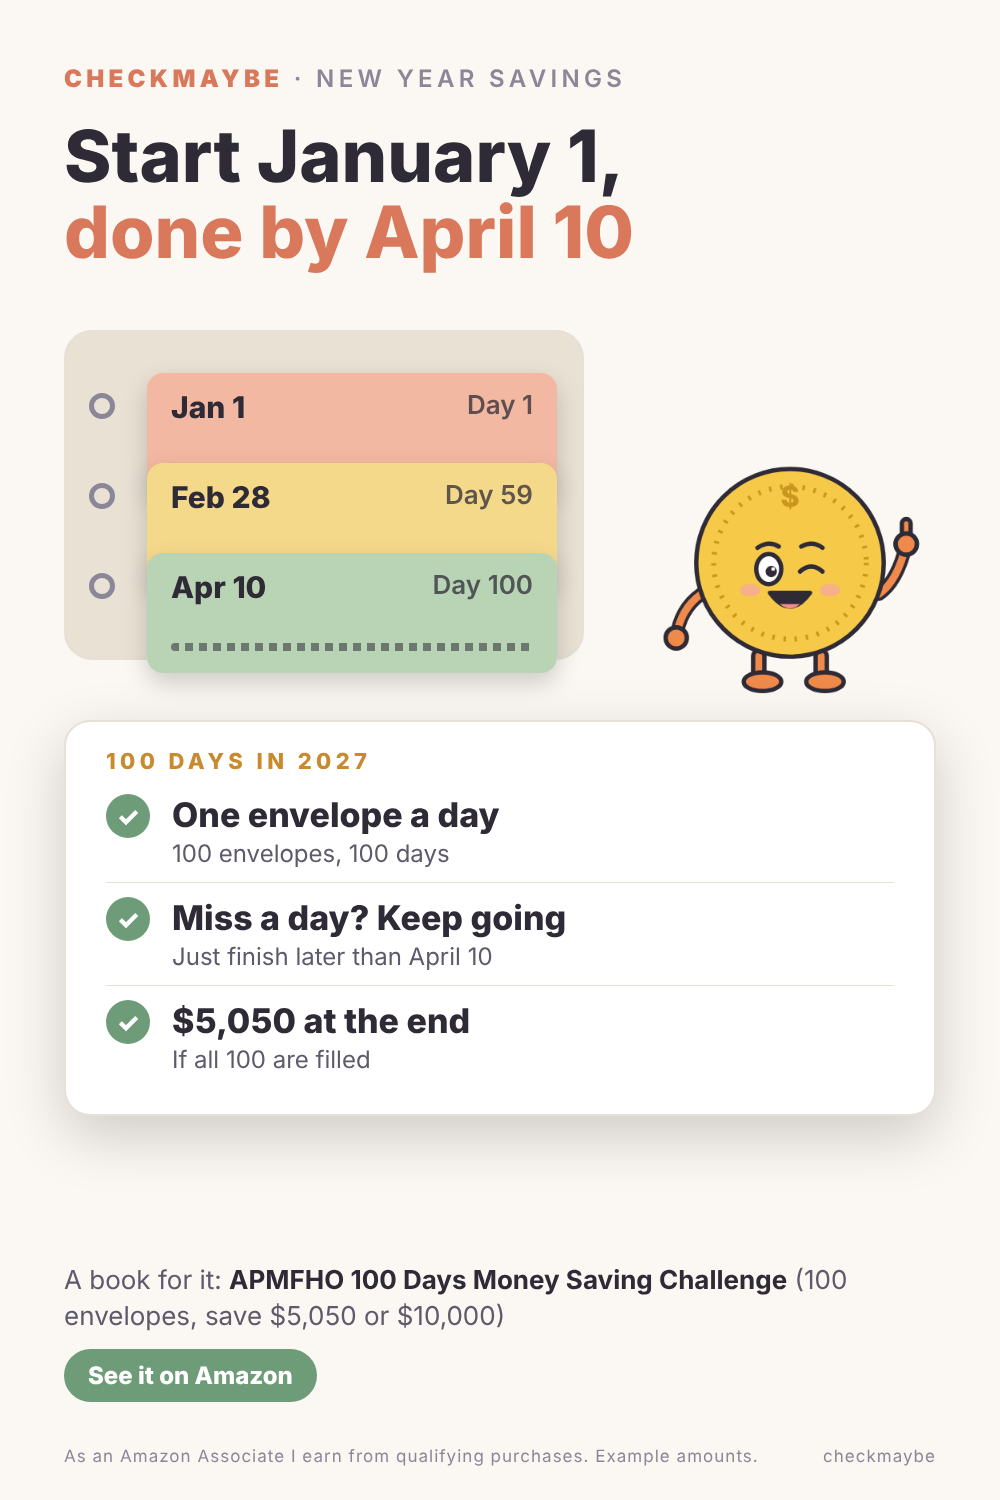 CHECKMAYBE · NEW YEAR SAVINGS
Start January 1,
done by April 10
Jan 1 Day 1
Feb 28 Day 59
Apr 10 Day 100
$
100 DAYS IN 2027
One envelope a day
100 envelopes, 100 days
Miss a day? Keep going
Just finish later than April 10
$5,050 at the end
If all 100 are filled
A book for it: APMFHO 100 Days Money Saving Challenge (100
envelopes, save $5,050 or $10,000)
See it on Amazon
As an Amazon Associate I earn from qualifying purchases. Example amounts. checkmaybe